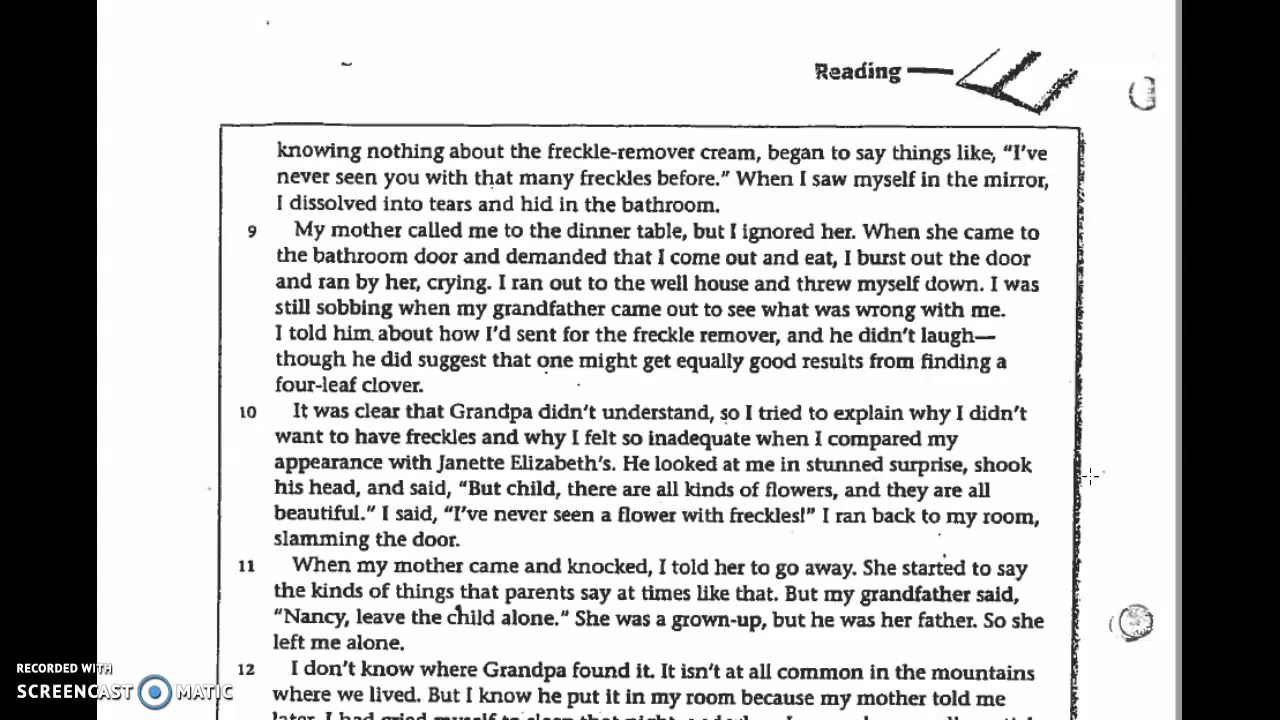 Reading
knowing nothing about the freckle-remover cream, began to say things like, “I’ve
never seen you with that many freckles before.” When I saw myself in the mirror,
I dissolved into tears and hid in the bathroom.
9 My mother called me to the dinner table, but I ignored her. When she came to
the bathroom door and demanded that I come out and eat, I burst out the door
and ran by her, crying. I ran out to the well house and threw myself down. I was
still sobbing when my grandfather came out to see what was wrong with me.
I told him about how I’d sent for the freckle remover, and he didn’t laugh—
though he did suggest that one might get equally good results from finding a
four-leaf clover.
10 It was clear that Grandpa didn’t understand, so I tried to explain why I didn’t
want to have freckles and why I felt so inadequate when I compared my
appearance with Janette Elizabeth’s. He looked at me in stunned surprise, shook
his head, and said, “But child, there are all kinds of flowers, and they are all
beautiful.” I said, “I’ve never seen a flower with freckles!” I ran back to my room,
slamming the door.
11 When my mother came and knocked, I told her to go away. She started to say
the kinds of things that parents say at times like that. But my grandfather said,
“Nancy, leave the child alone.” She was a grown-up, but he was her father. So she
left me alone.
12 I don’t know where Grandpa found it. It isn’t at all common in the mountains
where we lived. But I know he put it in my room because my mother told me
RECORDED WITH
SCREENCAST MATIC